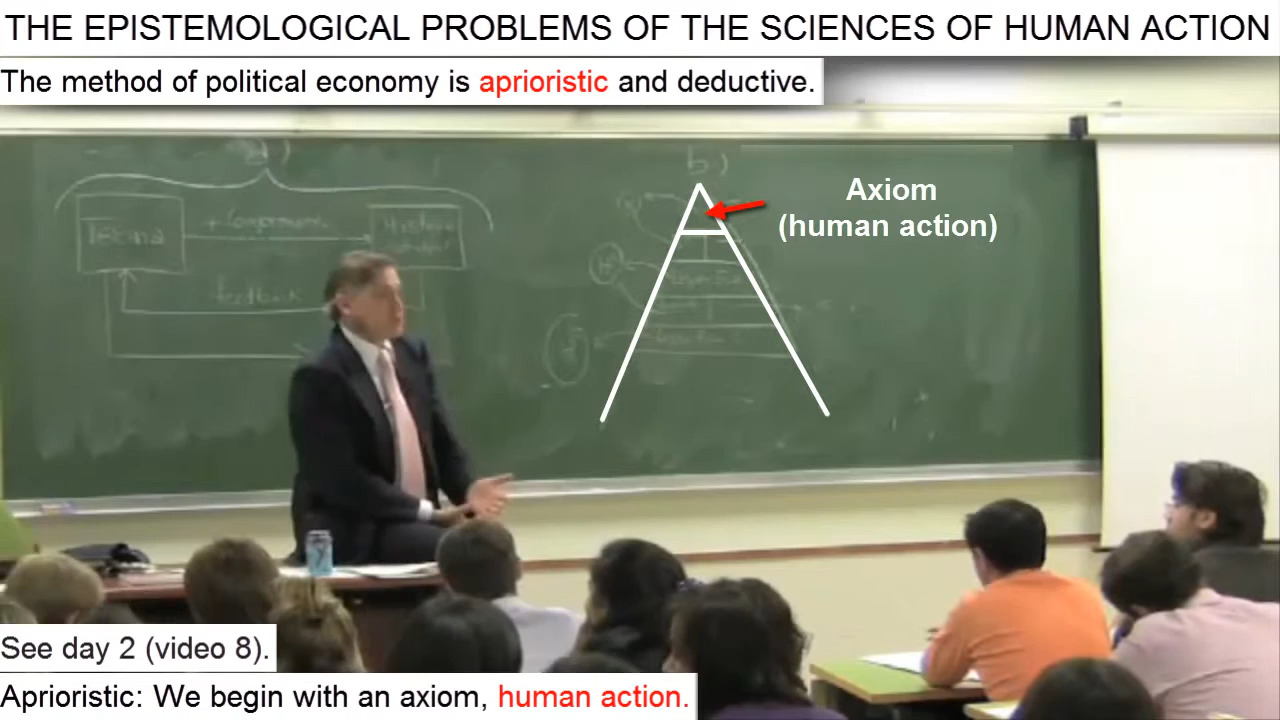 THE EPISTEMOLOGICAL PROBLEMS OF THE SCIENCES OF HUMAN ACTION
The method of political economy is aprioristic and deductive.
b)
Axiom
(human action)
feedback
See day 2 (video 8).
Aprioristic: We begin with an axiom, human action.